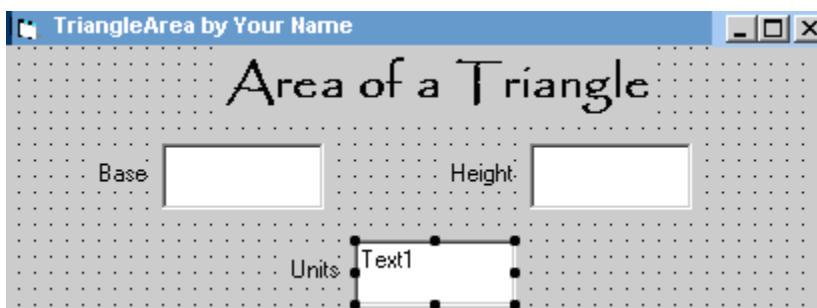 TriangleArea by Your Name
Area of a Triangle
Base Height
Units Text1